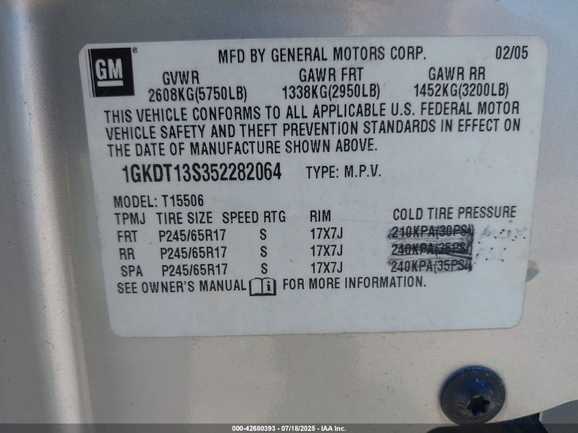 GM ® MFD BY GENERAL MOTORS CORP. 02/05
GVWR GAWR FRT GAWR RR
2608KG(5750LB) 1338KG(2950LB) 1452KG(3200LB)
THIS VEHICLE CONFORMS TO ALL APPLICABLE U.S. FEDERAL MOTOR
VEHICLE SAFETY AND THEFT PREVENTION STANDARDS IN EFFECT ON
THE DATE OF MANUFACTURE SHOWN ABOVE.
1GKDT13S352282064 TYPE: M.P.V.
MODEL: T15506
TPMJ TIRE SIZE SPEED RTG RIM COLD TIRE PRESSURE
FRT P245/65R17 S 17X7J 210KPA(30PSI)
RR P245/65R17 S 17X7J 240KPA(35PSI)
SPA P245/65R17 S 17X7J 240KPA(35PSI)
SEE OWNER'S MANUAL FOR MORE INFORMATION.
000-42680393 - 07/18/2025 - IAA Inc.